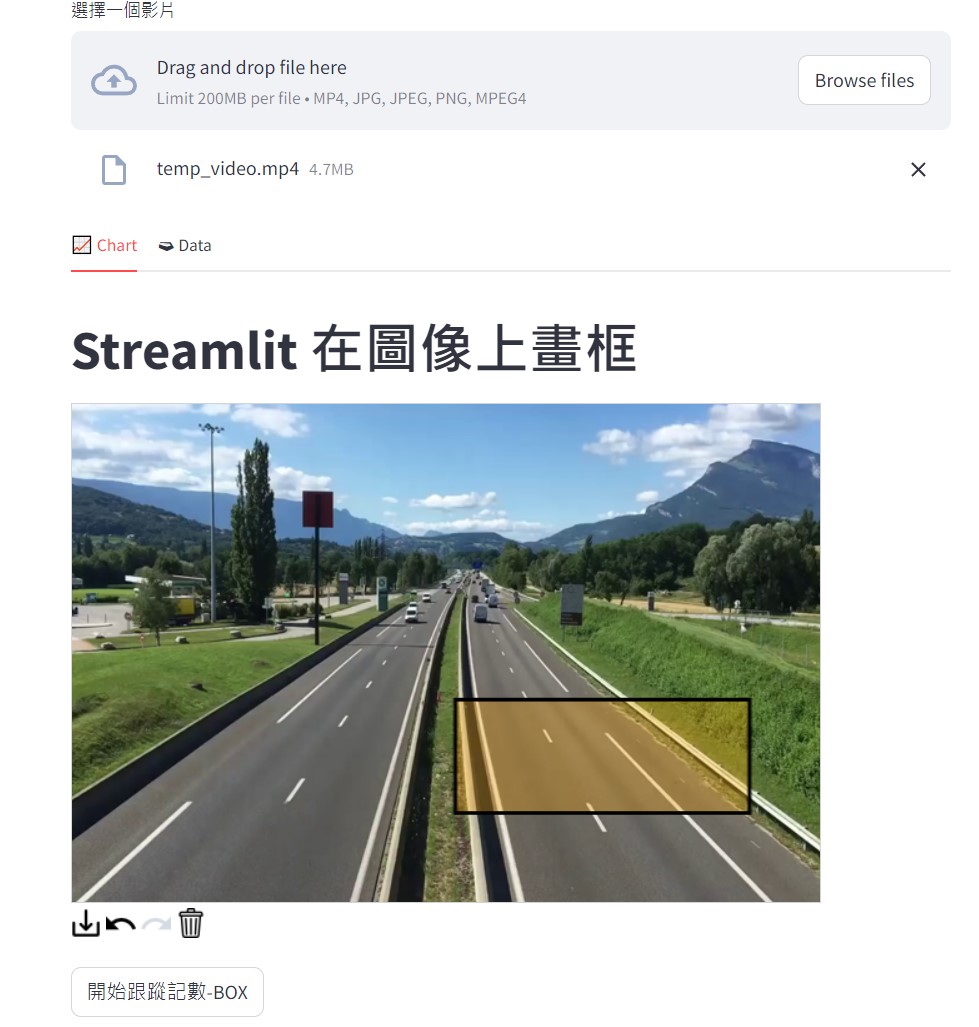 選擇一個影片
Drag and drop file here
Limit 200MB per file • MP4, JPG, JPEG, PNG, MPEG4
Browse files
temp_video.mp4 4.7MB
Chart
Data
Streamlit 在圖像上畫框
開始跟蹤記數-BOX